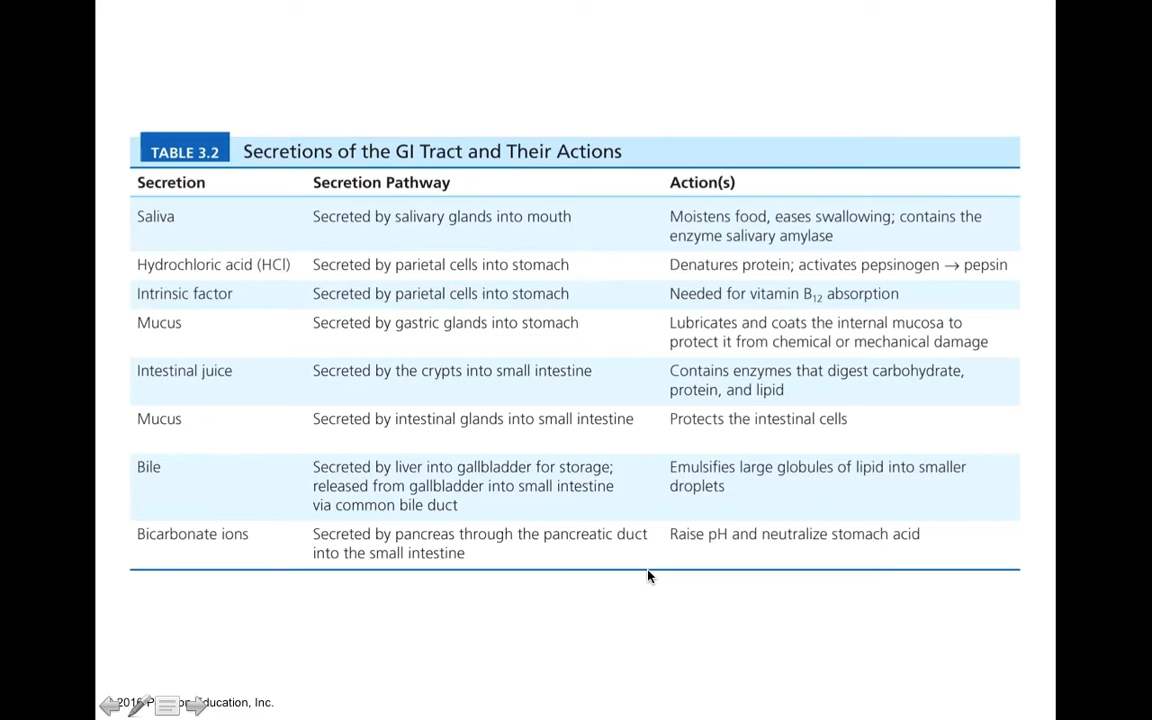 TABLE 3.2 Secretions of the GI Tract and Their Actions
Secretion Secretion Pathway Action(s)
Saliva Secreted by salivary glands into mouth Moistens food, eases swallowing; contains the
enzyme salivary amylase
Hydrochloric acid (HCl) Secreted by parietal cells into stomach Denatures protein; activates pepsinogen → pepsin
Intrinsic factor Secreted by parietal cells into stomach Needed for vitamin B₁₂ absorption
Mucus Secreted by gastric glands into stomach Lubricates and coats the internal mucosa to
protect it from chemical or mechanical damage
Intestinal juice Secreted by the crypts into small intestine Contains enzymes that digest carbohydrate,
protein, and lipid
Mucus Secreted by intestinal glands into small intestine Protects the intestinal cells
Bile Secreted by liver into gallbladder for storage; Emulsifies large globules of lipid into smaller
released from gallbladder into small intestine droplets
via common bile duct
Bicarbonate ions Secreted by pancreas through the pancreatic duct Raise pH and neutralize stomach acid
into the small intestine
2016 Inc.